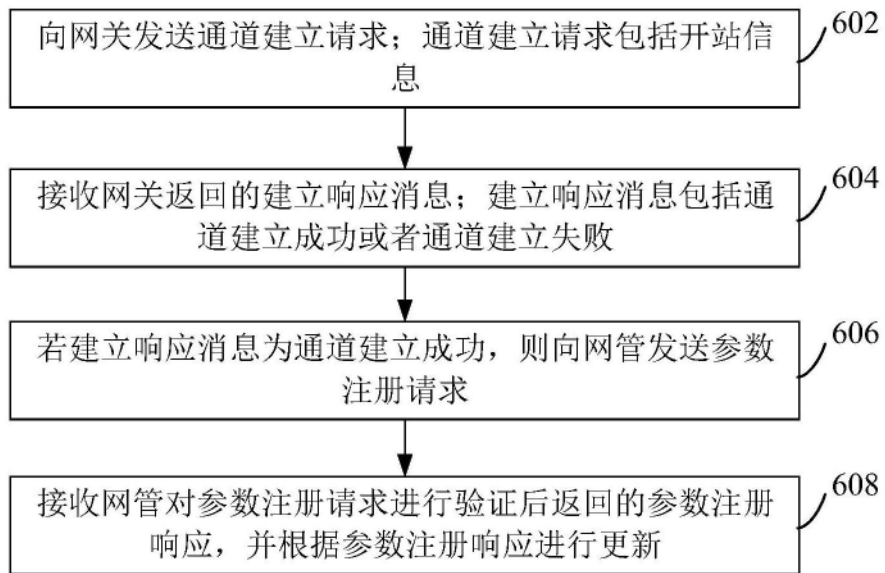 向网关发送通道建立请求；通道建立请求包括开站信
息
602
接收网关返回的建立响应消息；建立响应消息包括通
道建立成功或者通道建立失败
604
若建立响应消息为通道建立成功，则向网管发送参数
注册请求
606
接收网管对参数注册请求进行验证后返回的参数注册
响应，并根据参数注册响应进行更新
608